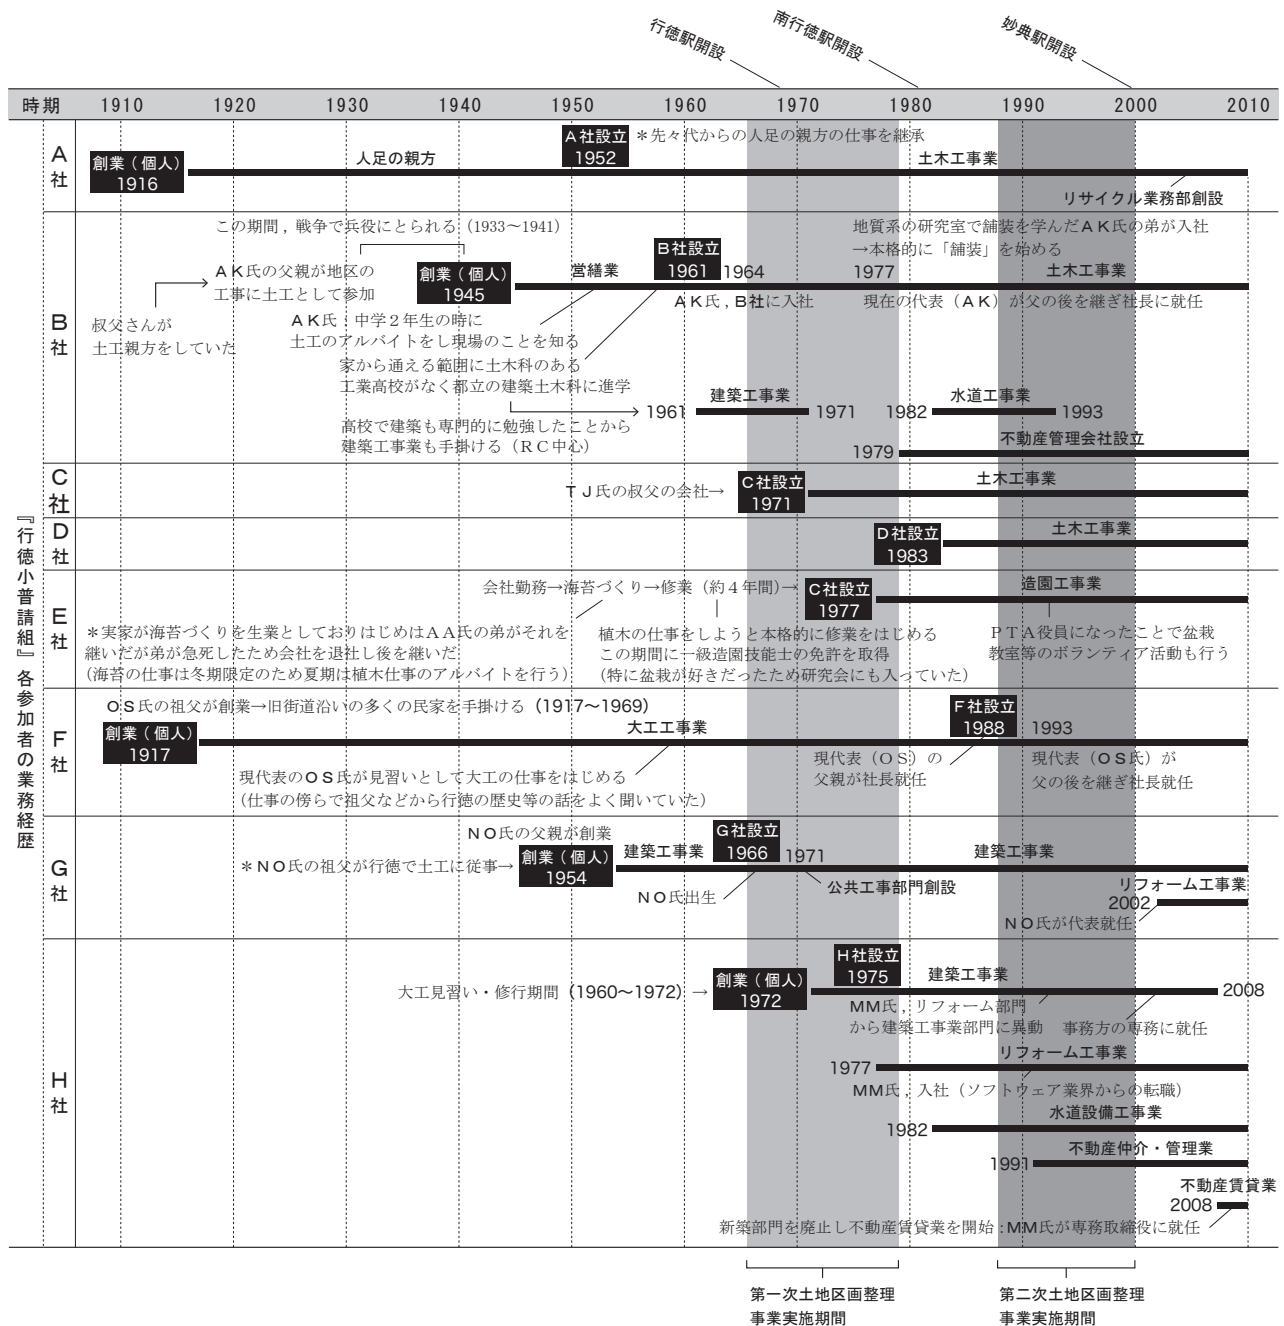 行徳駅開設
南行徳駅開設
妙典駅開設
時期 1910 1920 1930 1940 1950 1960 1970 1980 1990 2000 2010
『行徳小普請組』各参加者の業務経歴
A社
創業(個人)
1916
人足の親方
A社設立
1952
＊先々代からの人足の親方の仕事を継承
土木工事業
リサイクル業務部創設
B社
この期間,戦争で兵役にとられる(1933〜1941)
AK氏の父親が地区の
工事に土工として参加
叔父さんが
土工親方をしていた
創業(個人)
1945
営繕業
B社設立
1961
1964
AK氏,B社に入社
地質系の研究室で舗装を学んだAK氏の弟が入社
→本格的に「舗装」を始める
1977
土木工事業
現在の代表(AK)が父の後を継ぎ社長に就任
AK氏:中学2年生の時に
土工のアルバイトをし現場のことを知る
家から通える範囲に土木科のある
工業高校がなく都立の建築土木科に進学
高校で建築も専門的に勉強したことから
建築工事業も手掛ける(RC中心)
1961 建築工事業 1971
1982 水道工事業 1993
1979 不動産管理会社設立
C社
TJ氏の叔父の会社→
C社設立
1971
土木工事業
D社
D社設立
1983
土木工事業
E社
会社勤務→海苔づくり→修業(約4年間)→
C社設立
1977
造園工事業
＊実家が海苔づくりを生業としておりはじめはAA氏の弟がそれを
継いだが弟が急死したため会社を退社し後を継いだ
(海苔の仕事は冬期限定のため夏期は植木仕事のアルバイトを行う)
植木の仕事をしようと本格的に修業をはじめる
この期間に一級造園技能士の免許を取得
(特に盆栽が好きだったため研究会にも入っていた)
PTA役員になったことで盆栽
教室等のボランティア活動も行う
F社
OS氏の祖父が創業→旧街道沿いの多くの民家を手掛ける(1917〜1969)
創業(個人)
1917
大工工事業
F社設立
1988
1993
現代表のOS氏が見習いとして大工の仕事をはじめる
(仕事の傍らで祖父などから行徳の歴史等の話をよく聞いていた)
現代表(OS)の
父親が社長就任
現代表(OS氏)が
父の後を継ぎ社長に就任
G社
NO氏の父親が創業
＊NO氏の祖父が行徳で土工に従事→
創業(個人)
1954
建築工事業
G社設立
1966
1971
建築工事業
NO氏出生
公共工事部門創設
リフォーム工事業
2002
NO氏が代表就任
H社
大工見習い・修行期間(1960〜1972)→
創業(個人)
1972
H社設立
1975
建築工事業
2008
MM氏,リフォーム部門
から建築工事業部門に異動
事務方の専務に就任
リフォーム工事業
1977
MM氏,入社(ソフトウェア業界からの転職)
水道設備工事業
1982
不動産仲介・管理業
1991
不動産賃貸業
2008
新築部門を廃止し不動産賃貸業を開始:MM氏が専務取締役に就任
第一次土地区画整理
事業実施期間
第二次土地区画整理
事業実施期間